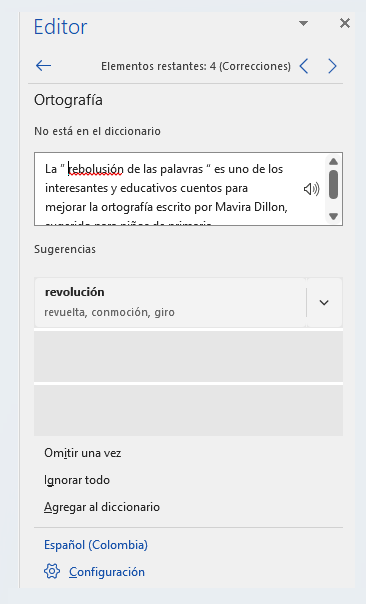 Editor
Elementos restantes: 4 (Correcciones)
Ortografía
No está en el diccionario
La “ rebolusión de las palavras “ es uno de los
interesantes y educativos cuentos para
mejorar la ortografía escrito por Mavira Dillon,
Sugerencias
revolución
revuelta, conmoción, giro
Omitir una vez
Ignorar todo
Agregar al diccionario
Español (Colombia)
Configuración